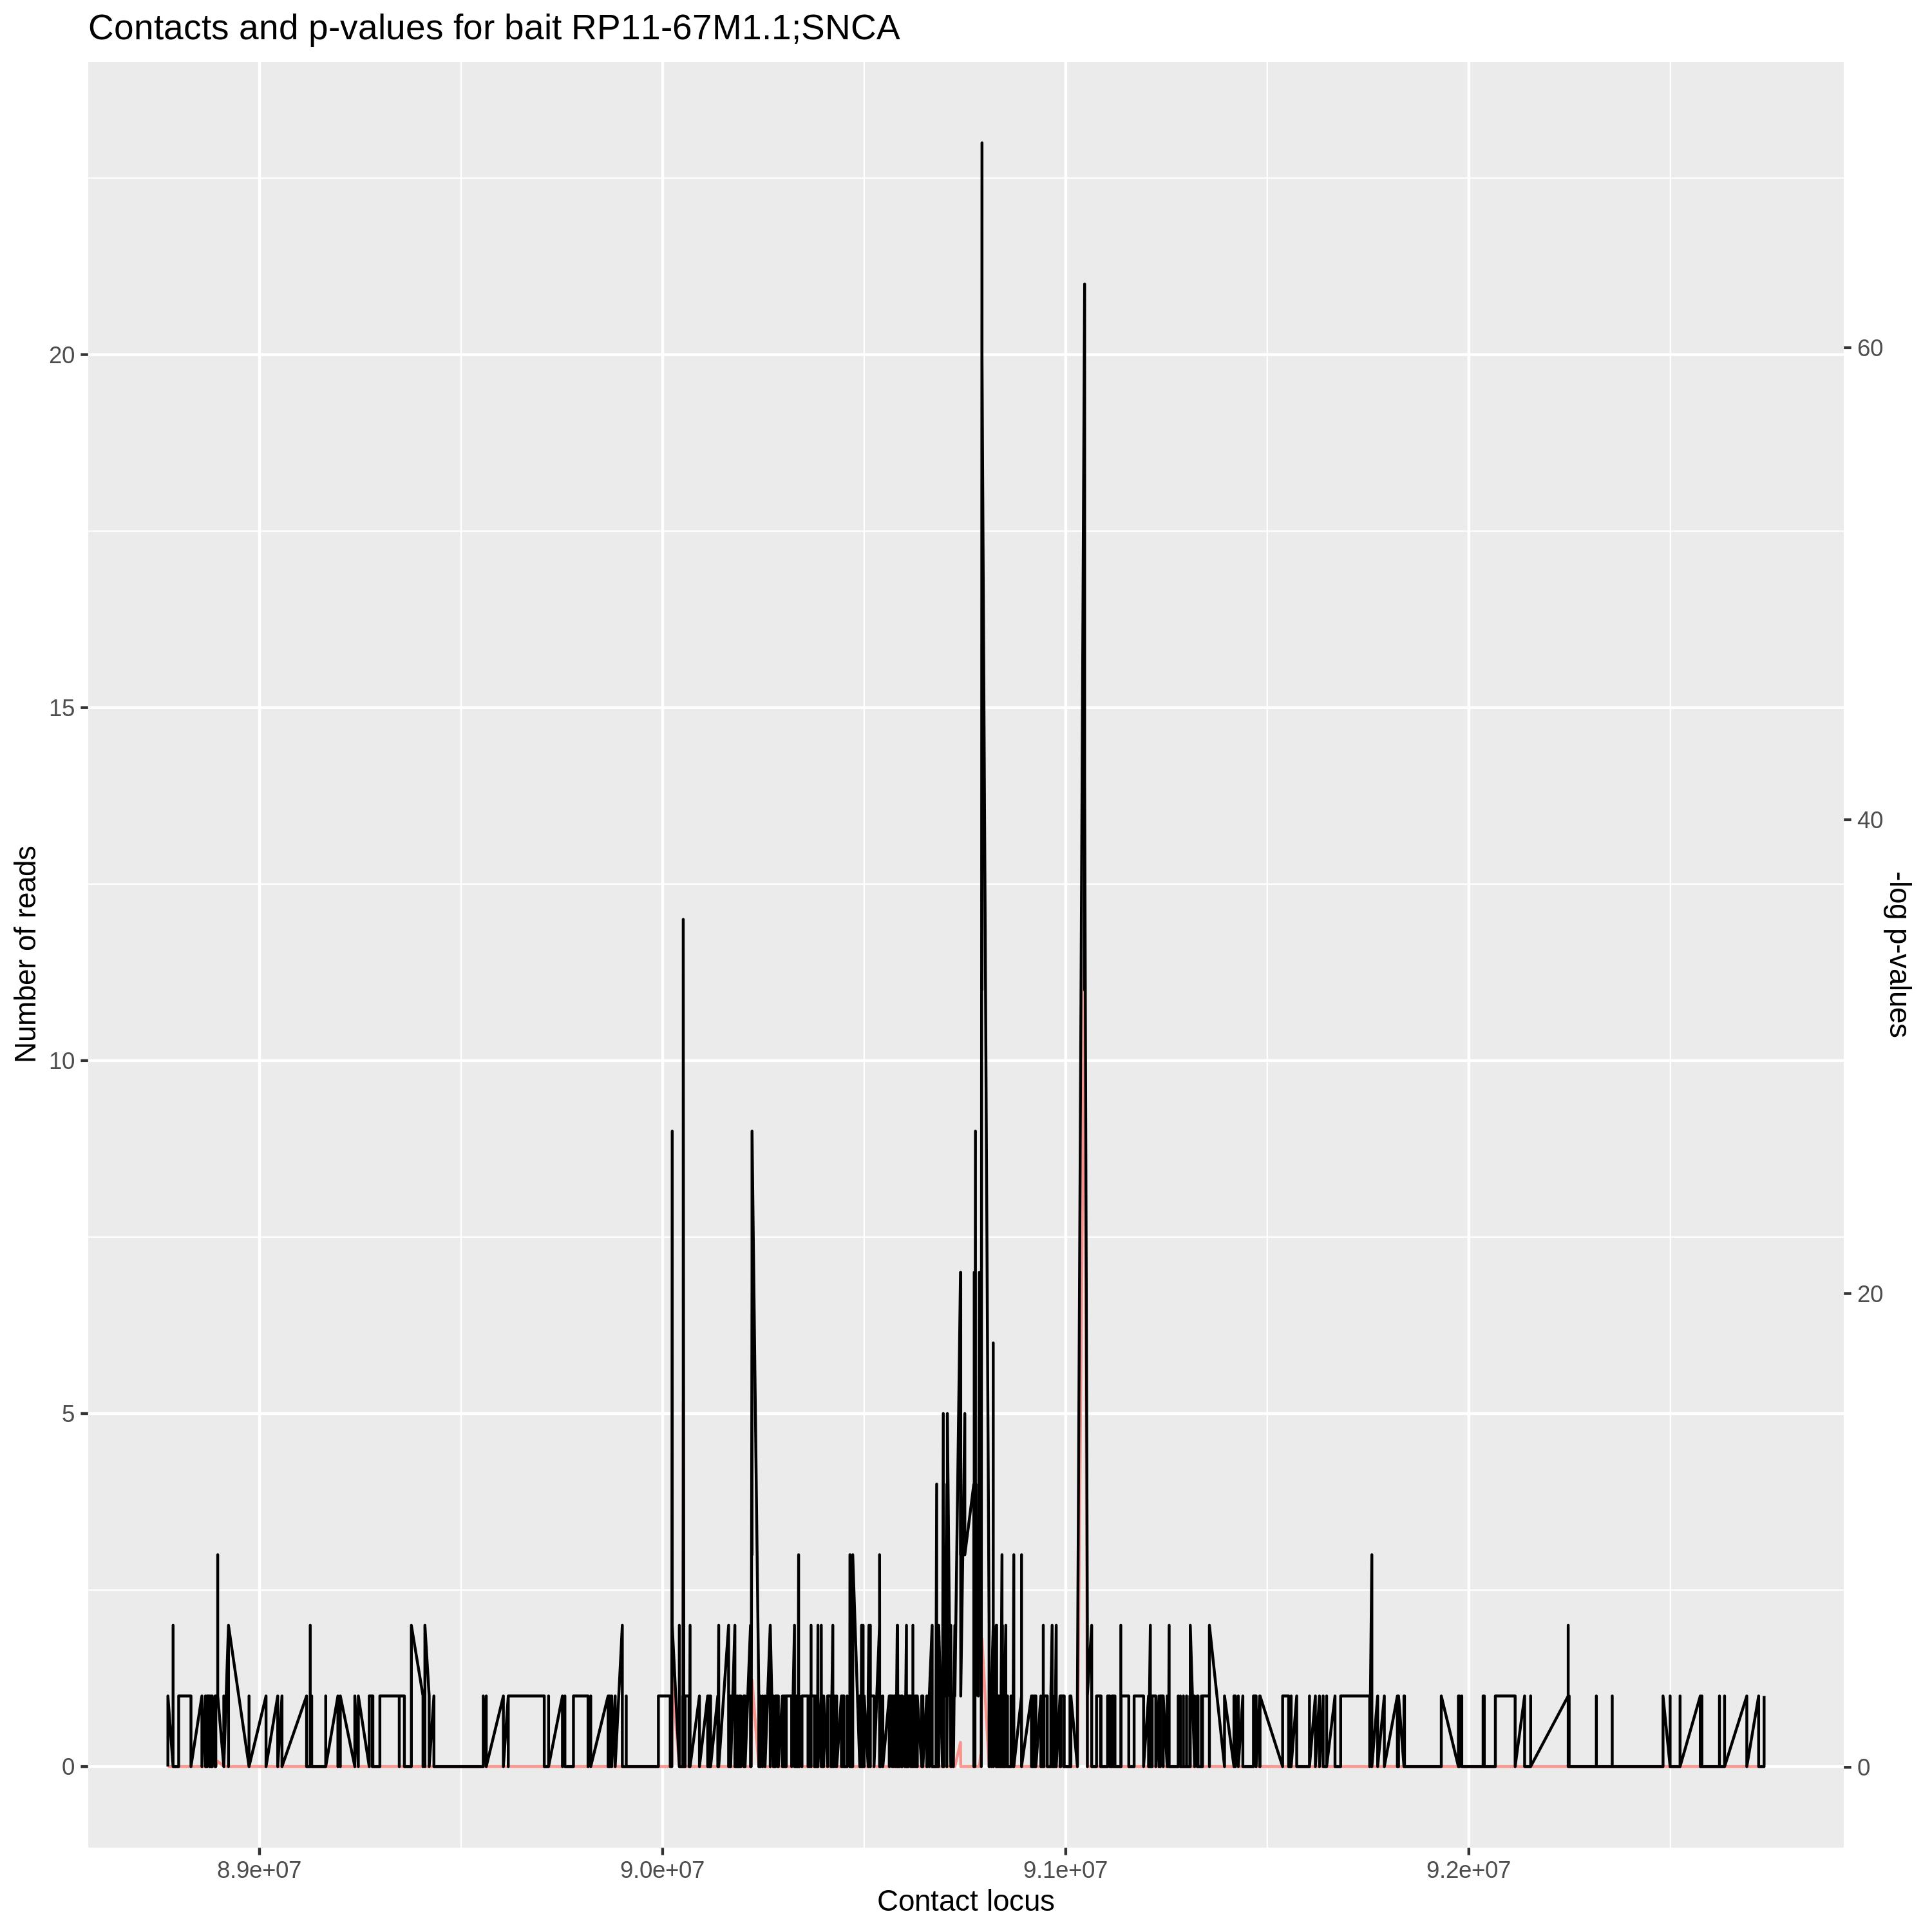 Contacts and p-values for bait RP11-67M1.1;SNCA
Number of reads
20
15
10
5
0
60
40
20
0
-log p-values
8.9e+07 9.0e+07 9.1e+07 9.2e+07
Contact locus